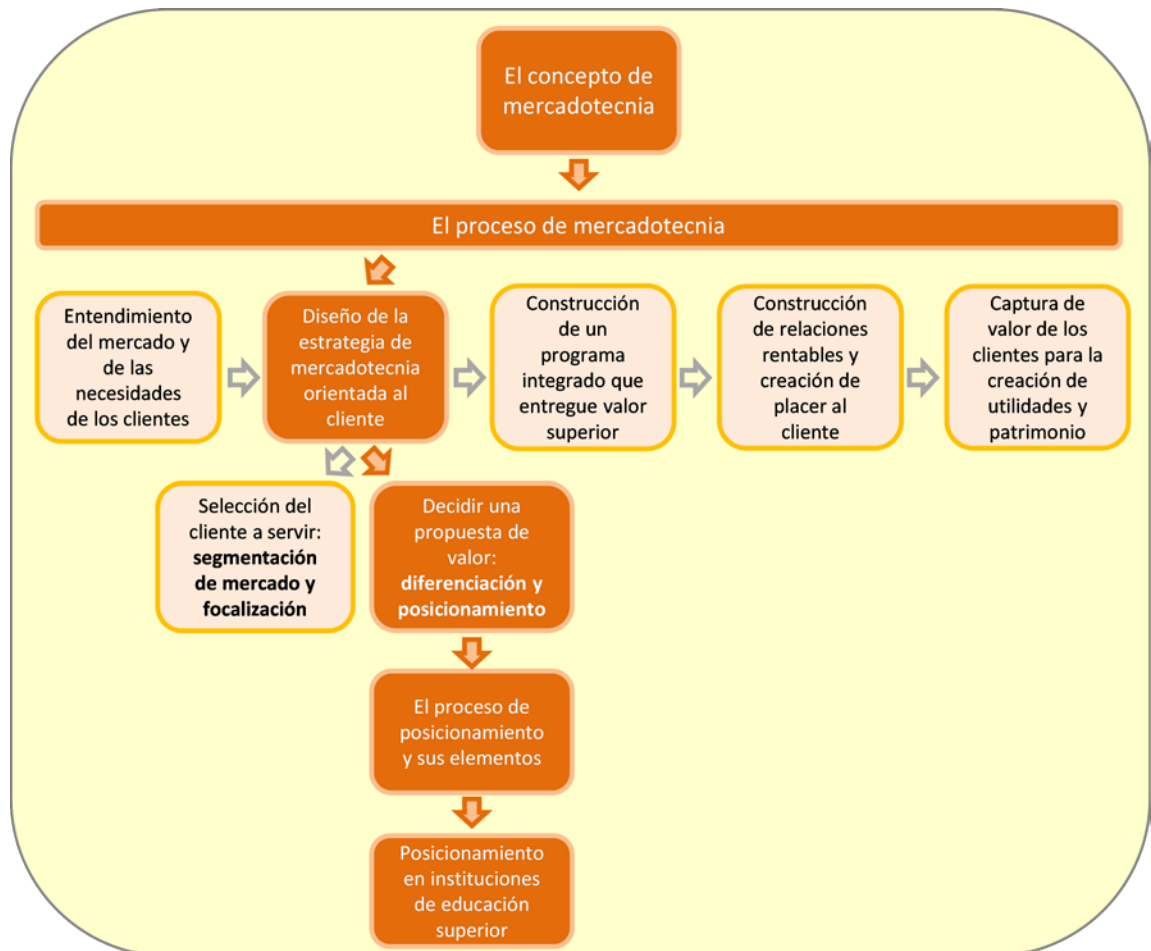 El concepto de
mercadotecnia
El proceso de mercadotecnia
Entendimiento
del mercado y
de las
necesidades
de los clientes
Diseño de la
estrategia de
mercadotecnia
orientada al
cliente
Construcción
de un
programa
integrado que
entregue valor
superior
Construcción
de relaciones
rentables y
creación de
placer al
cliente
Captura de
valor de los
clientes para la
creación de
utilidades y
patrimonio
Selección del
cliente a servir:
segmentación
de mercado y
focalización
Decidir una
propuesta de
valor:
diferenciación y
posicionamiento
El proceso de
posicionamiento
y sus elementos
Posicionamiento
en instituciones
de educación
superior